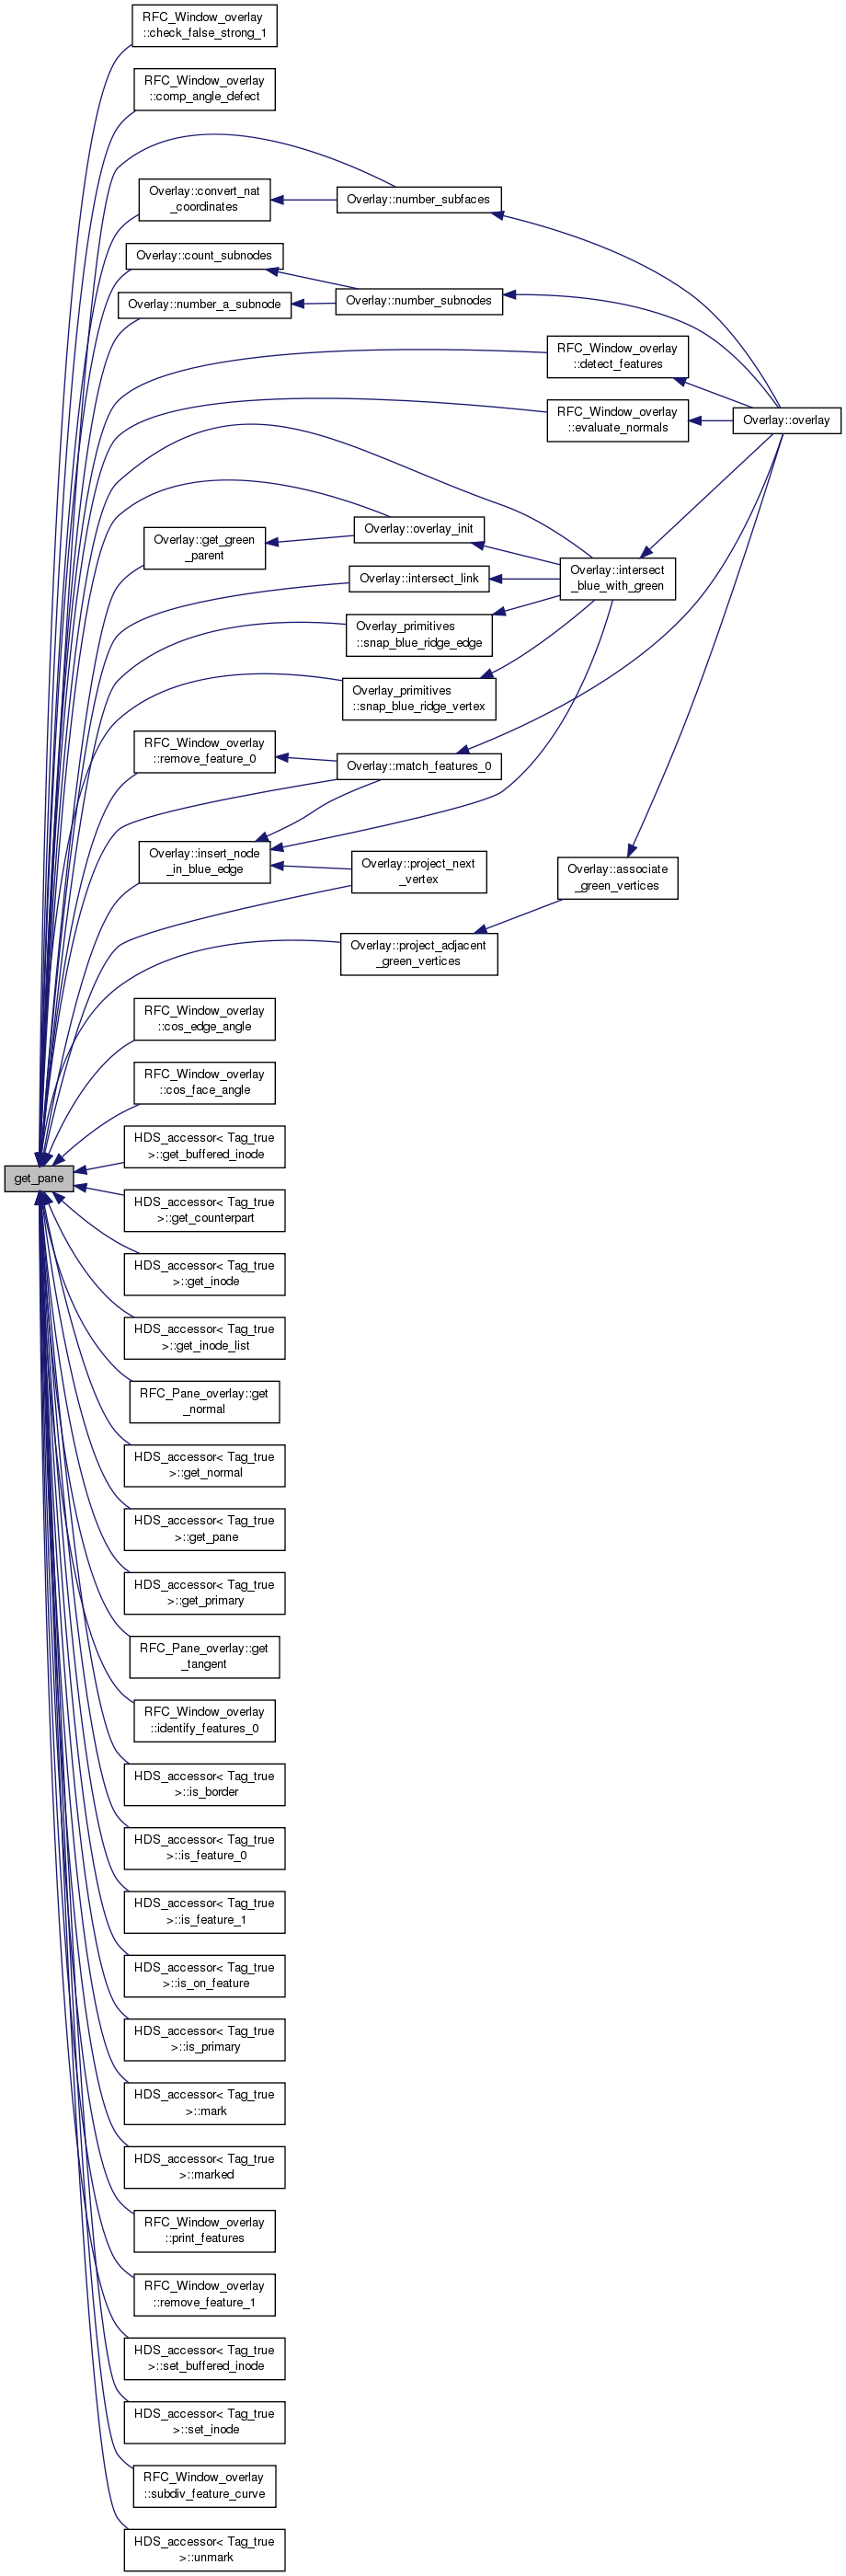 RFC_Window_overlay
::check_false_strong_1
RFC_Window_overlay
::comp_angle_defect
Overlay::convert_nat
_coordinates
Overlay::number_subfaces
Overlay::count_subnodes
Overlay::number_a_subnode
Overlay::number_subnodes
RFC_Window_overlay
::detect_features
RFC_Window_overlay
::evaluate_normals
Overlay::overlay
Overlay::get_green
_parent
Overlay::overlay_init
Overlay::intersect_link
Overlay::intersect
_blue_with_green
Overlay_primitives
::snap_blue_ridge_edge
Overlay_primitives
::snap_blue_ridge_vertex
RFC_Window_overlay
::remove_feature_0
Overlay::match_features_0
Overlay::insert_node
_in_blue_edge
Overlay::project_next
_vertex
Overlay::associate
_green_vertices
Overlay::project_adjacent
_green_vertices
RFC_Window_overlay
::cos_edge_angle
RFC_Window_overlay
::cos_face_angle
HDS_accessor< Tag_true
>::get_buffered_inode
get_pane
HDS_accessor< Tag_true
>::get_counterpart
HDS_accessor< Tag_true
>::get_inode
HDS_accessor< Tag_true
>::get_inode_list
RFC_Pane_overlay::get
_normal
HDS_accessor< Tag_true
>::get_normal
HDS_accessor< Tag_true
>::get_pane
HDS_accessor< Tag_true
>::get_primary
RFC_Pane_overlay::get
_tangent
RFC_Window_overlay
::identify_features_0
HDS_accessor< Tag_true
>::is_border
HDS_accessor< Tag_true
>::is_feature_0
HDS_accessor< Tag_true
>::is_feature_1
HDS_accessor< Tag_true
>::is_on_feature
HDS_accessor< Tag_true
>::is_primary
HDS_accessor< Tag_true
>::mark
HDS_accessor< Tag_true
>::marked
RFC_Window_overlay
::print_features
RFC_Window_overlay
::remove_feature_1
HDS_accessor< Tag_true
>::set_buffered_inode
HDS_accessor< Tag_true
>::set_inode
RFC_Window_overlay
::subdiv_feature_curve
HDS_accessor< Tag_true
>::unmark